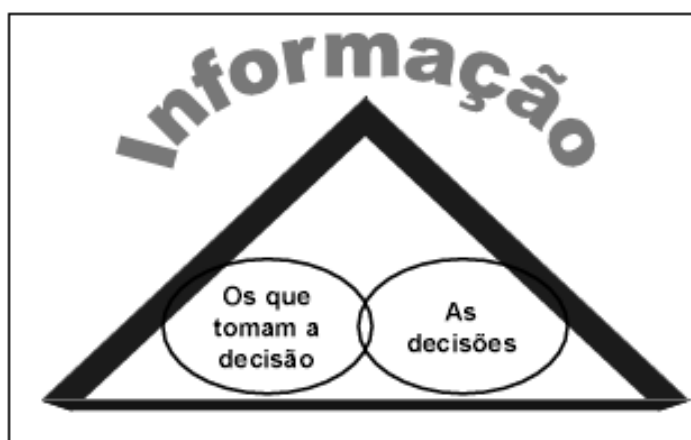 Informação
Os que
tomam a
decisão
As
decisões